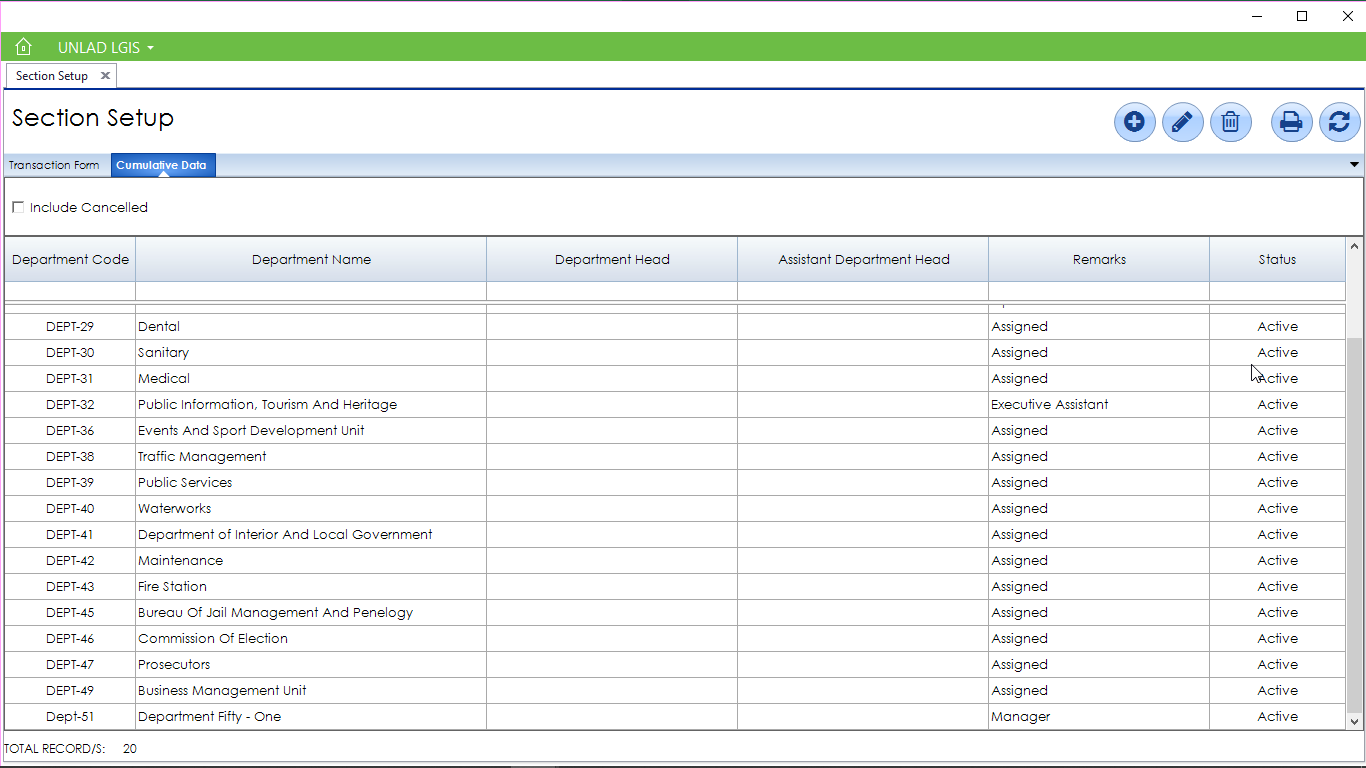 UNLAD LGIS
Section Setup
Section Setup
Transaction Form Cumulative Data
Include Cancelled
Department Code Department Name Department Head Assistant Department Head Remarks Status
DEPT-29 Dental Assigned Active
DEPT-30 Sanitary Assigned Active
DEPT-31 Medical Assigned Active
DEPT-32 Public Information, Tourism And Heritage Executive Assistant Active
DEPT-36 Events And Sport Development Unit Assigned Active
DEPT-38 Traffic Management Assigned Active
DEPT-39 Public Services Assigned Active
DEPT-40 Waterworks Assigned Active
DEPT-41 Department of Interior And Local Government Assigned Active
DEPT-42 Maintenance Assigned Active
DEPT-43 Fire Station Assigned Active
DEPT-45 Bureau Of Jail Management And Penelogy Assigned Active
DEPT-46 Commission Of Election Assigned Active
DEPT-47 Prosecutors Assigned Active
DEPT-49 Business Management Unit Assigned Active
Dept-51 Department Fifty - One Manager Active
TOTAL RECORD/S: 20